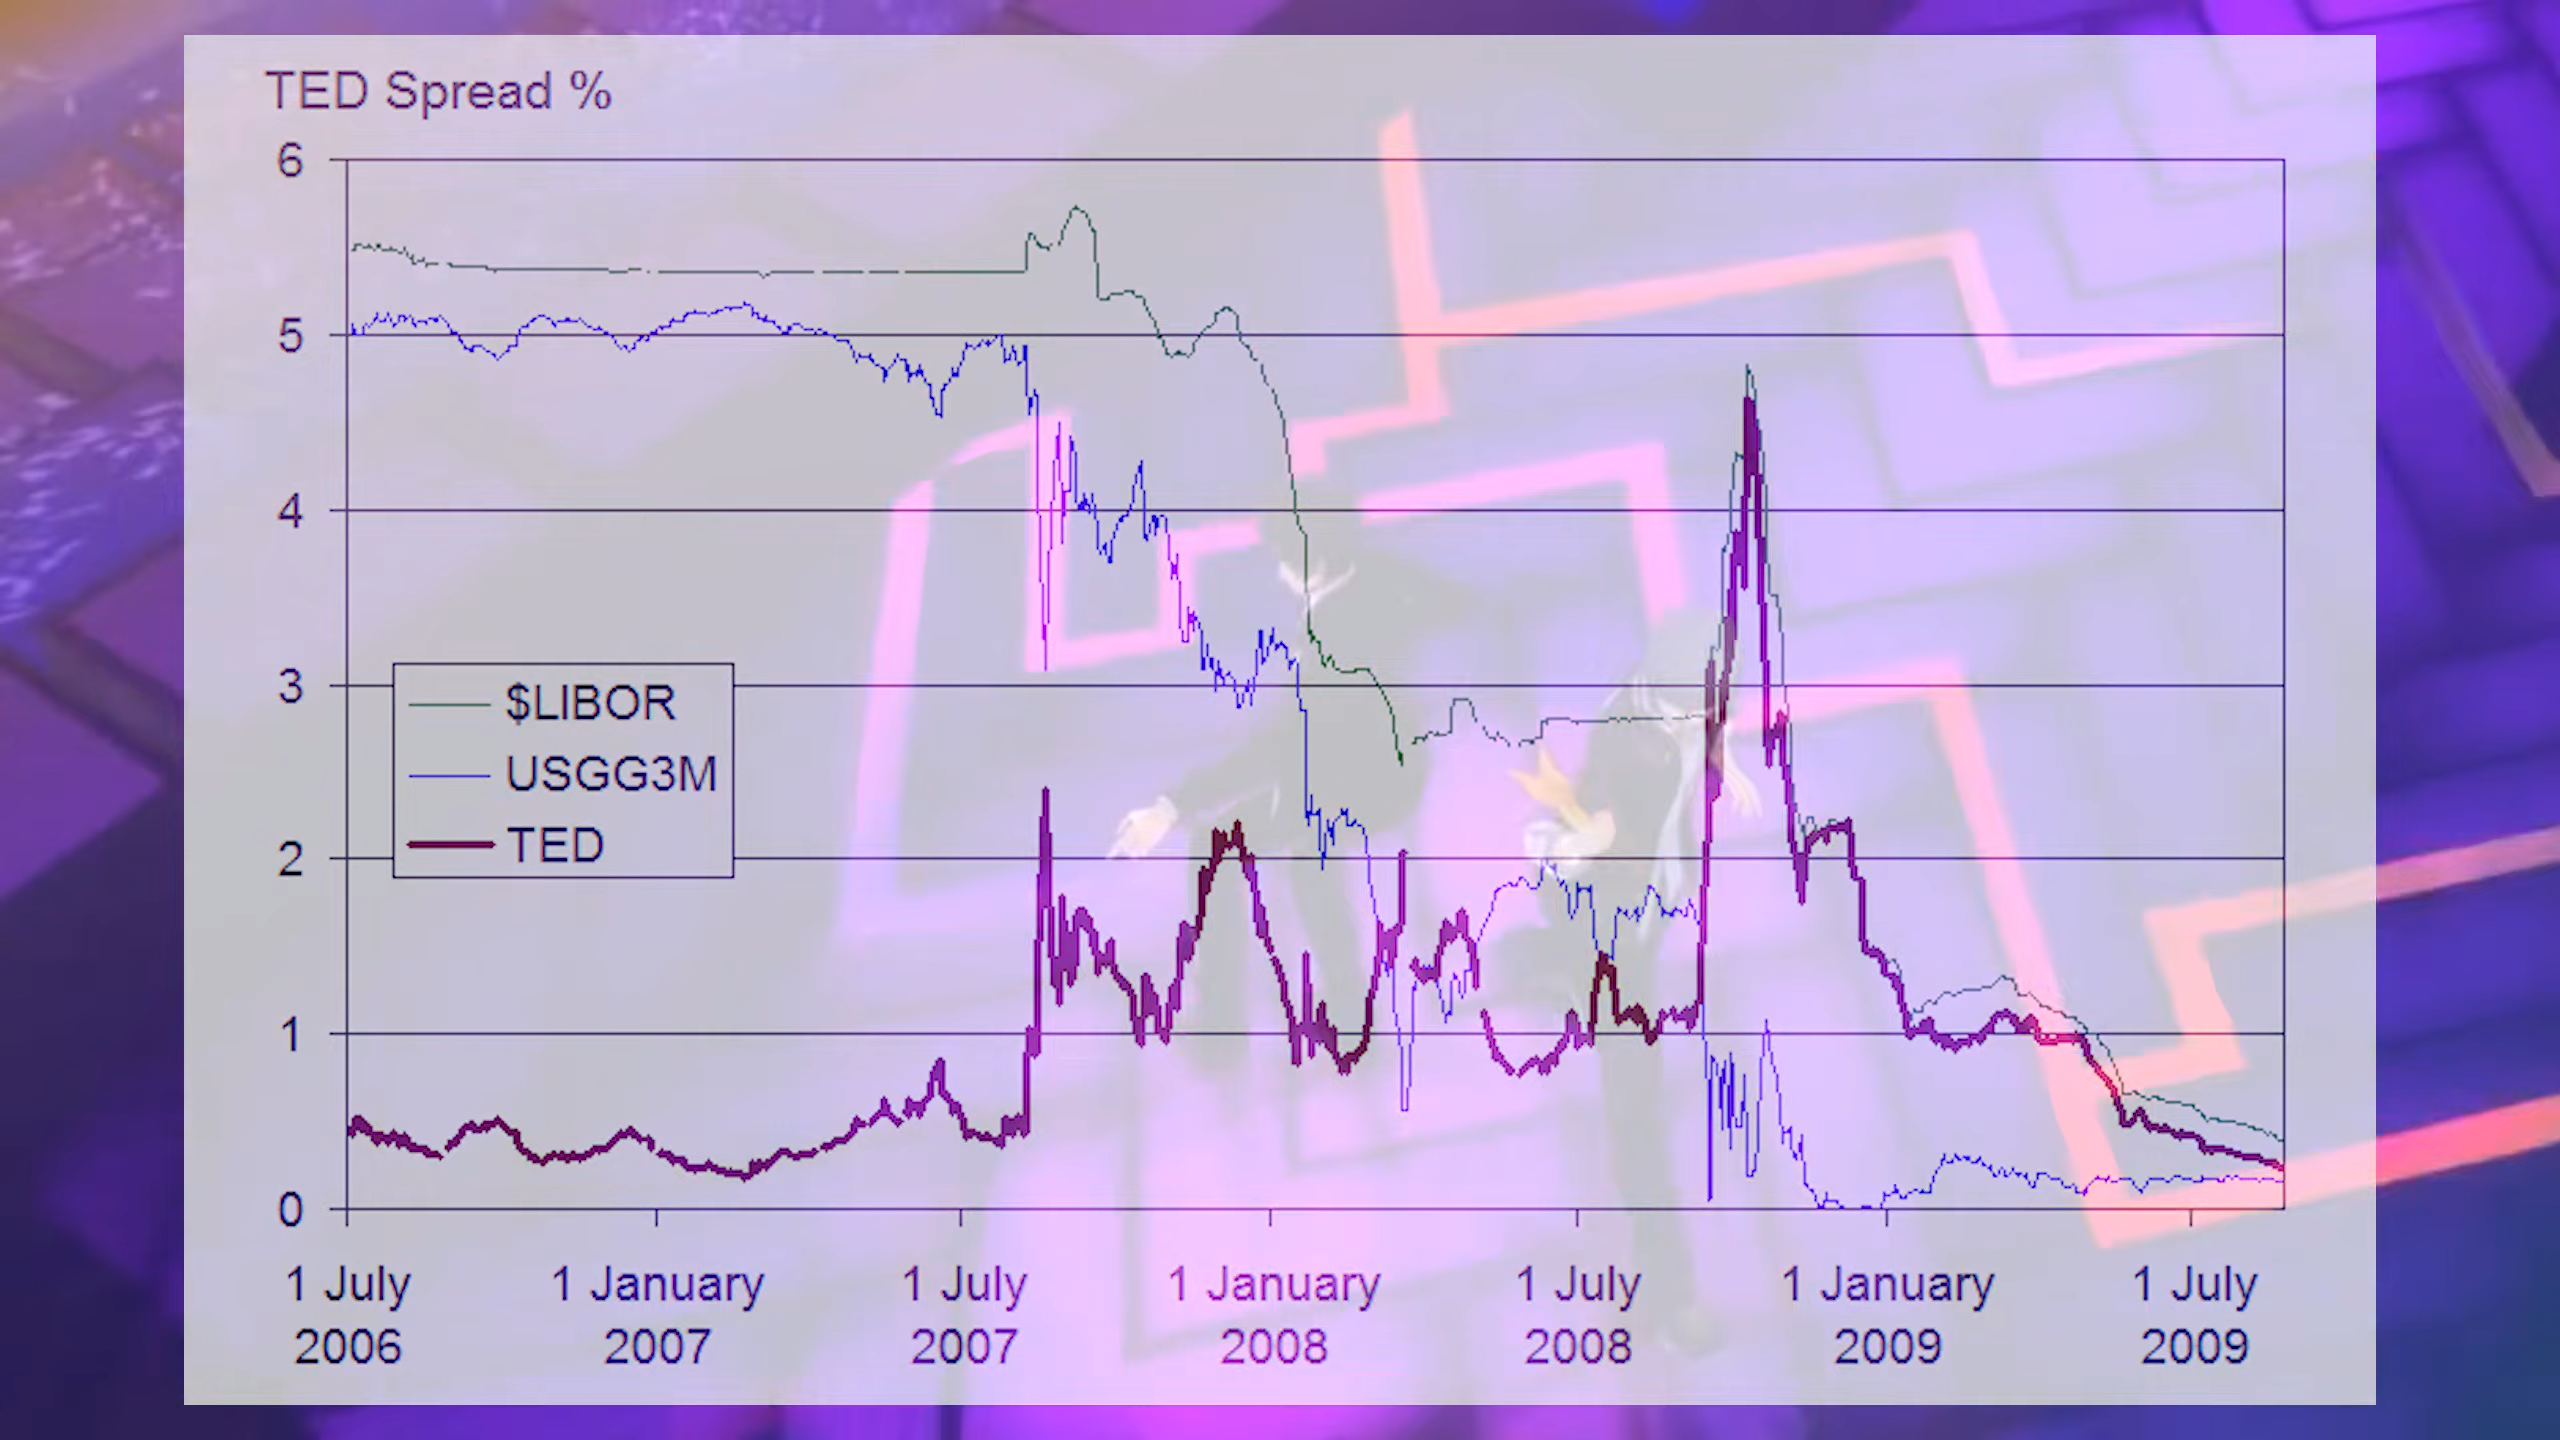 TED Spread %
6
5
4
3
2
1
0
$LIBOR
USGG3M
TED
1 July 2006
1 January 2007
1 July 2007
1 January 2008
1 July 2008
1 January 2009
1 July 2009